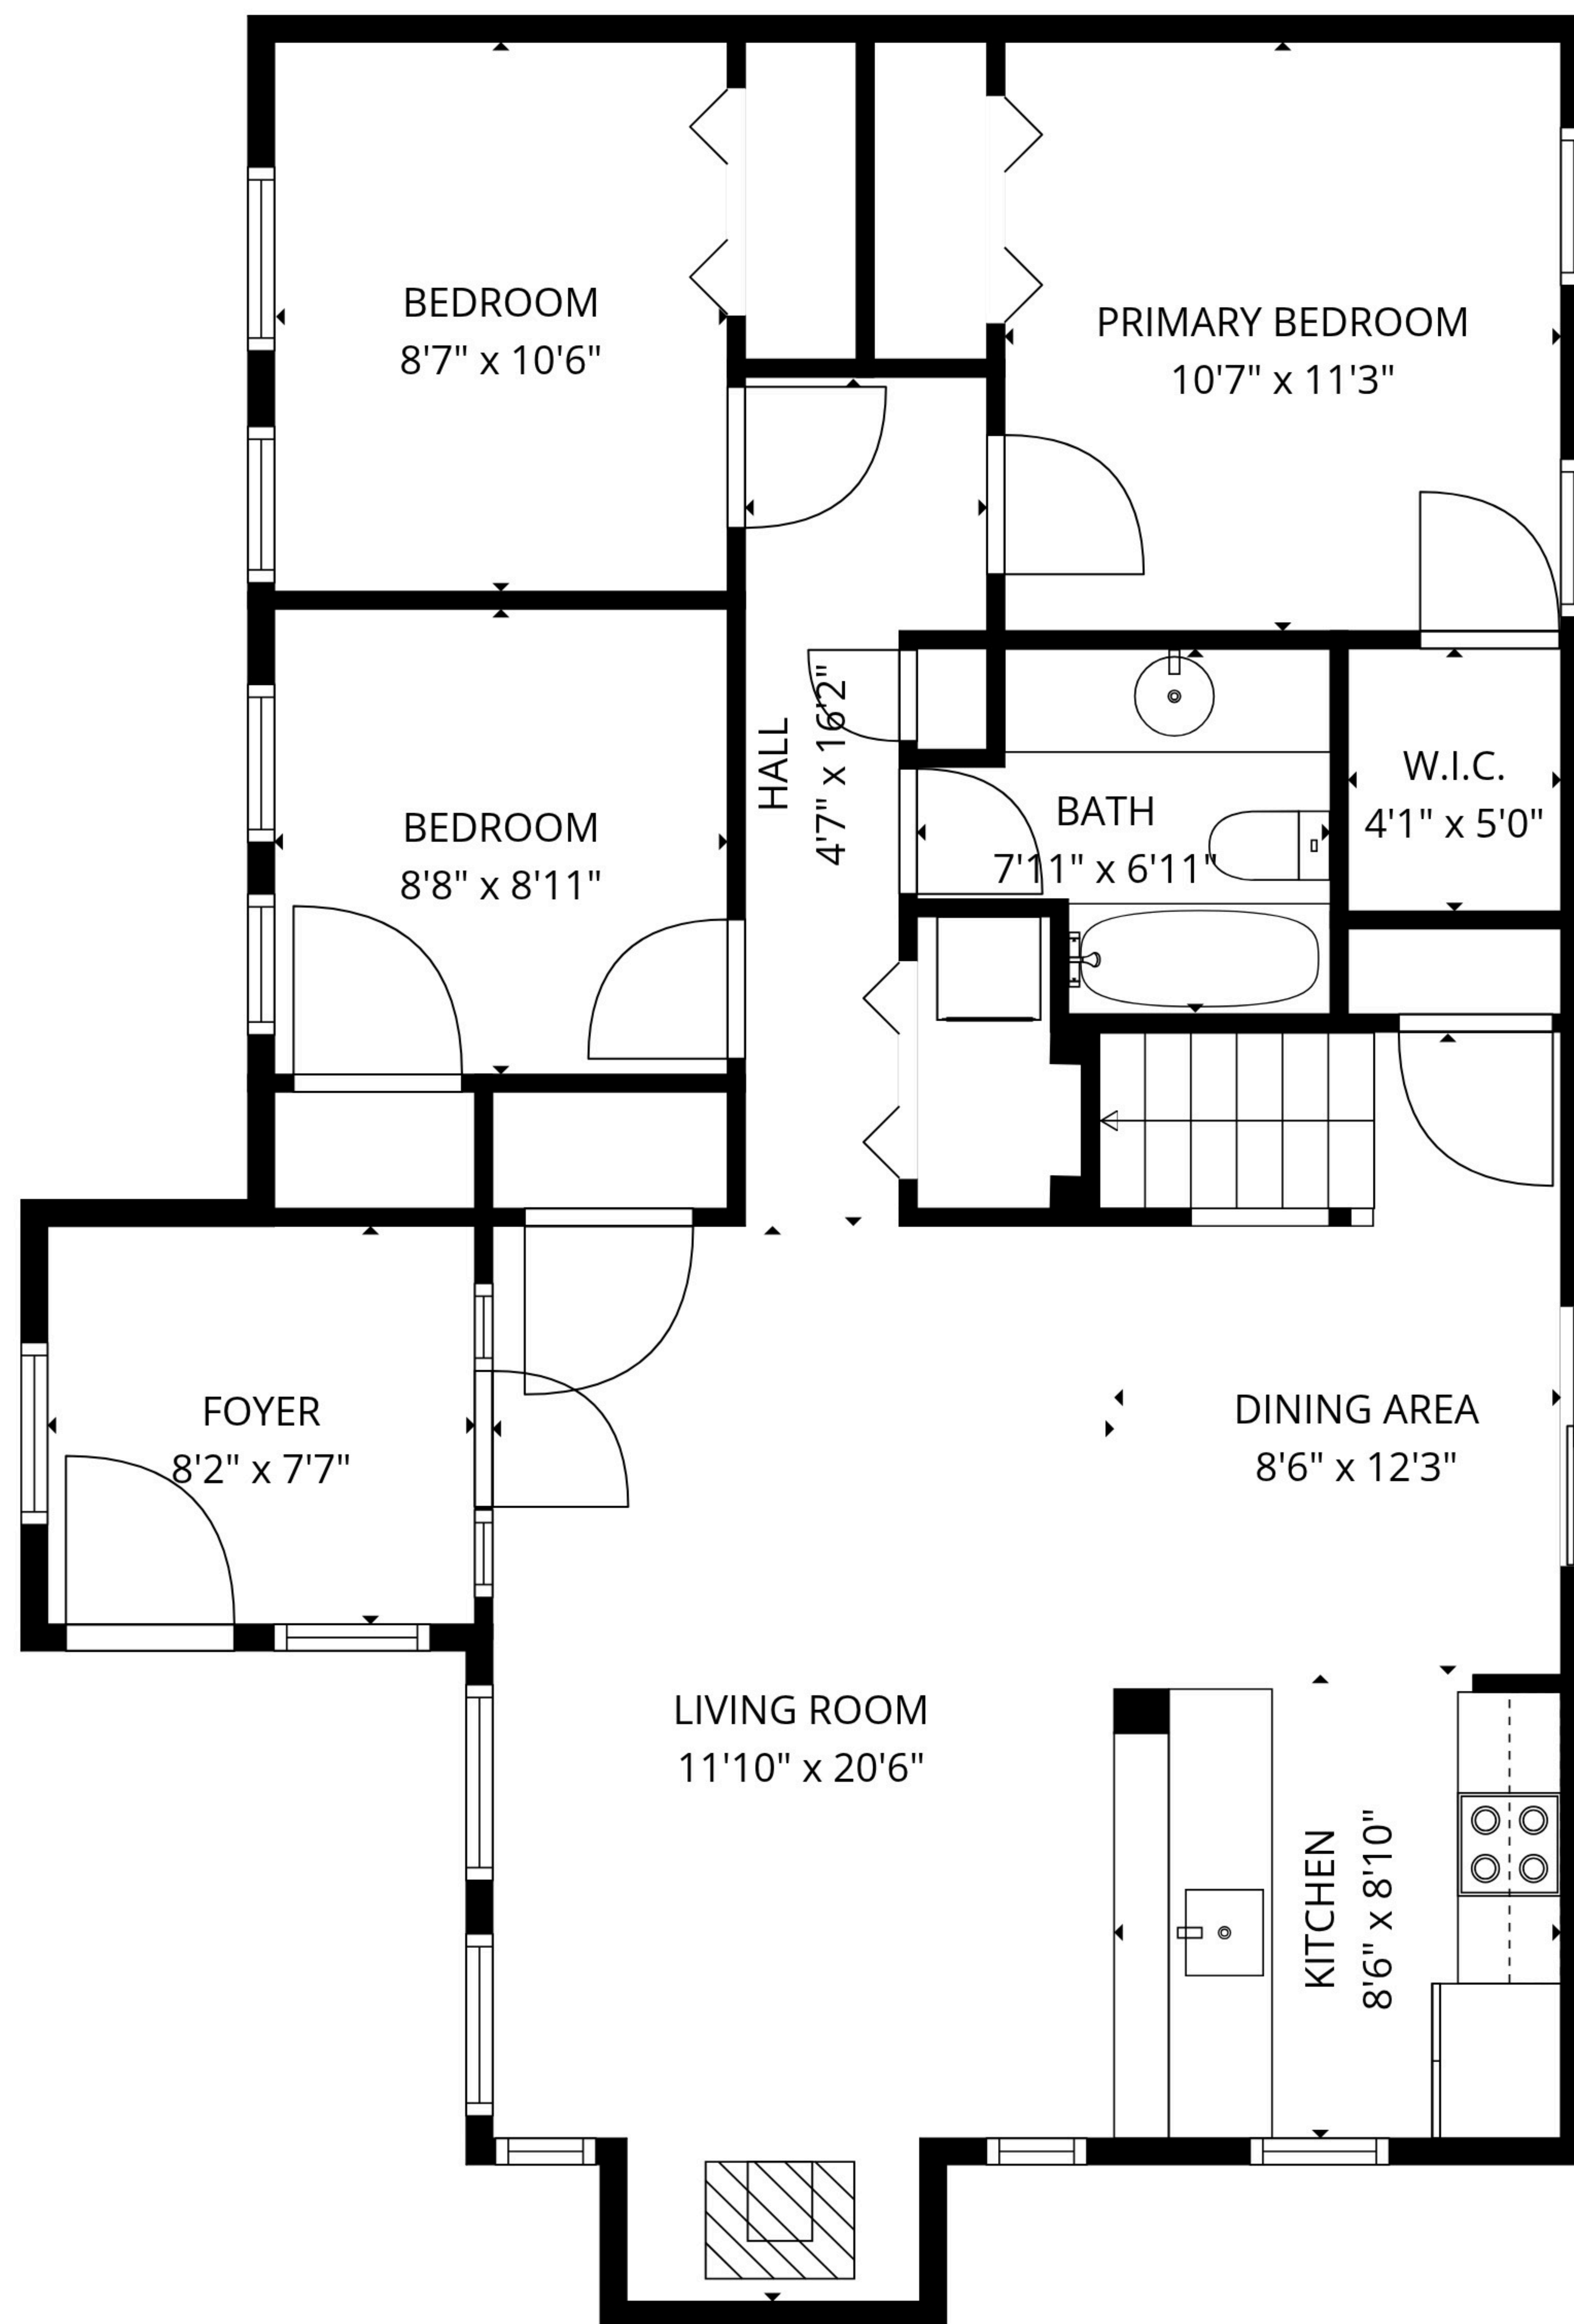 BEDROOM
8'7" x 10'6"
PRIMARY BEDROOM
10'7" x 11'3"
HALL
4'7" x 16'2"
BEDROOM
8'8" x 8'11"
BATH
7'11" x 6'11"
W.I.C.
4'1" x 5'0"
FOYER
8'2" x 7'7"
DINING AREA
8'6" x 12'3"
LIVING ROOM
11'10" x 20'6"
KITCHEN
8'6" x 8'10"